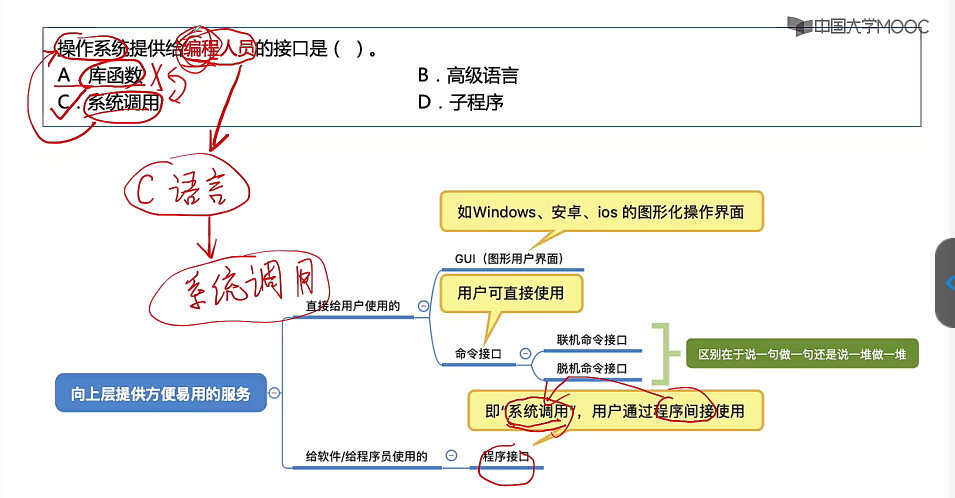 中国大学MOOC
操作系统提供给编程人员的接口是（ ）。
A．库函数
B．高级语言
C．系统调用
D．子程序
C 语言
系统调用
如Windows、安卓、ios 的图形化操作界面
GUI（图形用户界面）
用户可直接使用
直接给用户使用的
命令接口
联机命令接口
脱机命令接口
区别在于说一句做一句还是说一堆做一堆
向上层提供方便易用的服务
即“系统调用”，用户通过程序间接使用
给软件/给程序员使用的
程序接口